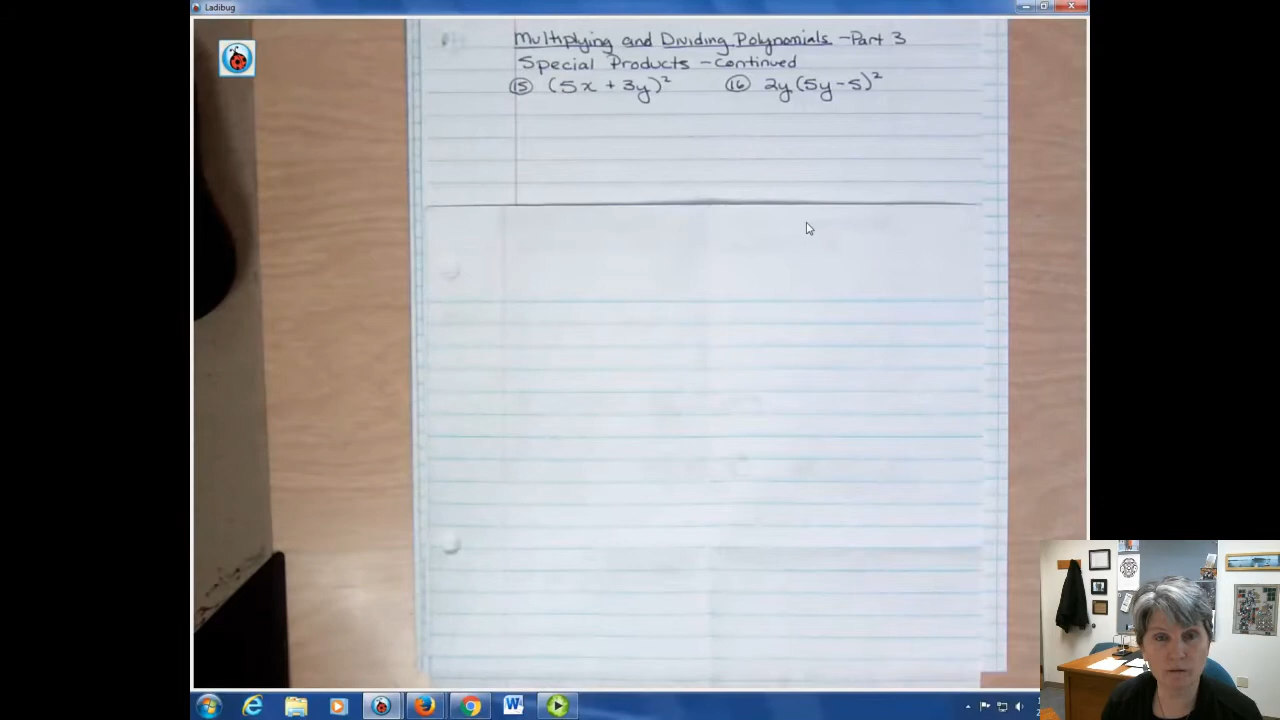 Ladibug
Multiplying and Dividing Polynomials - Part 3
Special Products - Continued
⑮ (5x + 3y)² ⑯ 2y(5y - 5)²